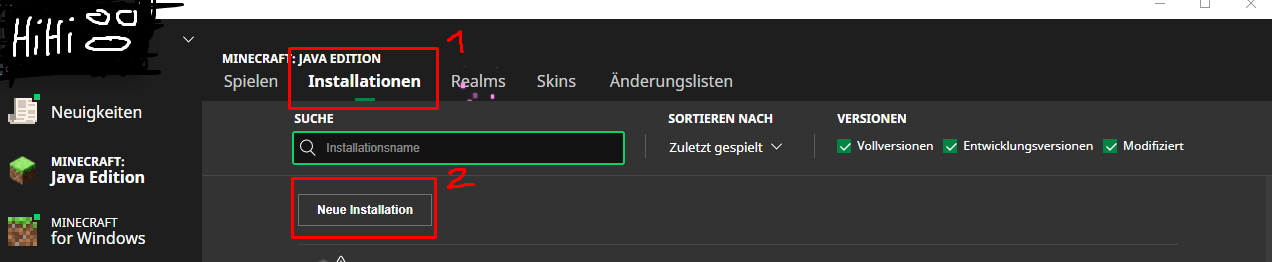 HiHi
1
MINECRAFT: JAVA EDITION
Spielen Installationen Realms Skins Änderungslisten
Neuigkeiten
SUCHE SORTIEREN NACH VERSIONEN
Installationsname Zuletzt gespielt Vollversionen Entwicklungsversionen Modifiziert
MINECRAFT:
Java Edition
2
Neue Installation
MINECRAFT
for Windows